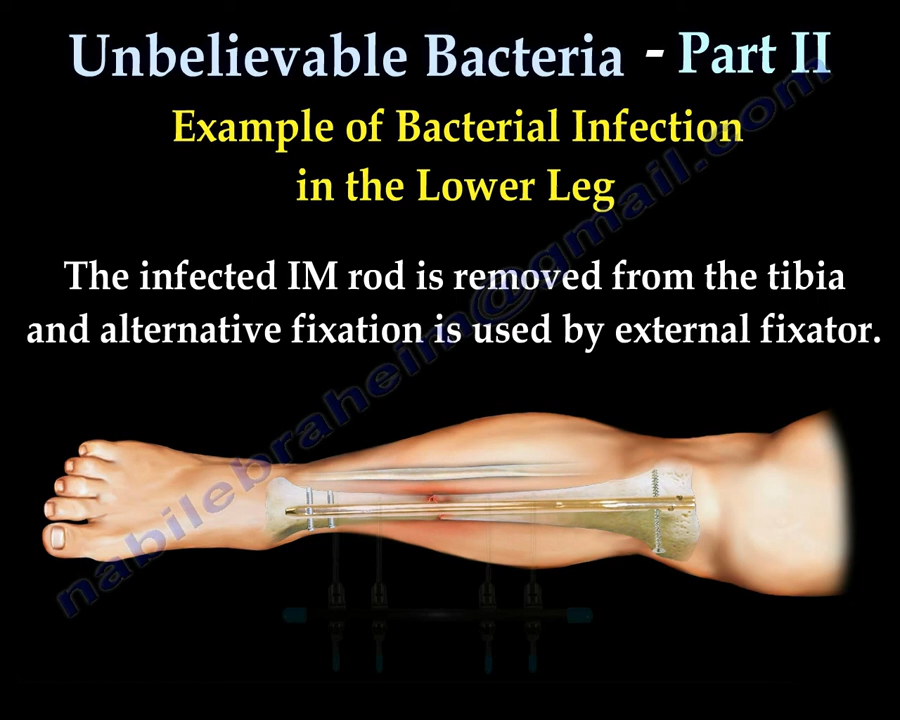 Unbelievable Bacteria - Part II
Example of Bacterial Infection
in the Lower Leg
The infected IM rod is removed from the tibia
and alternative fixation is used by external fixator.
nabilebraheim@gmail.com